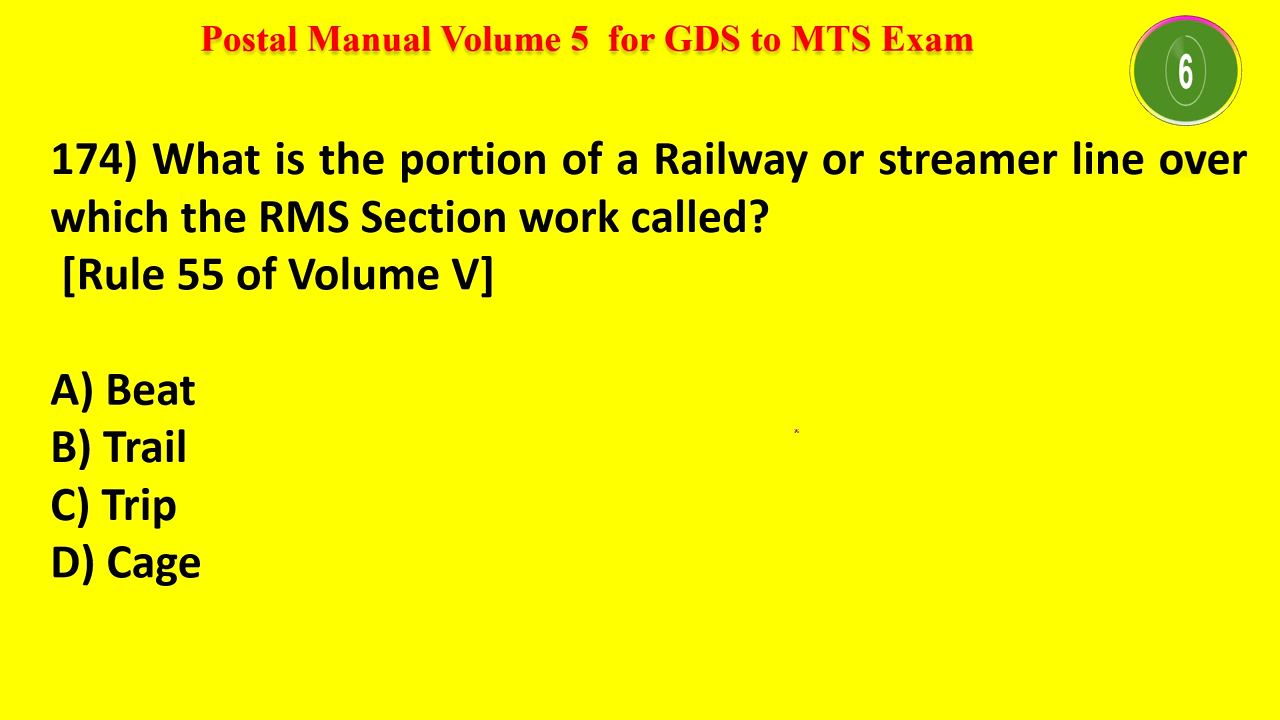 Postal Manual Volume 5 for GDS to MTS Exam
6
174) What is the portion of a Railway or streamer line over
which the RMS Section work called?
[Rule 55 of Volume V]
A) Beat
B) Trail
C) Trip
D) Cage